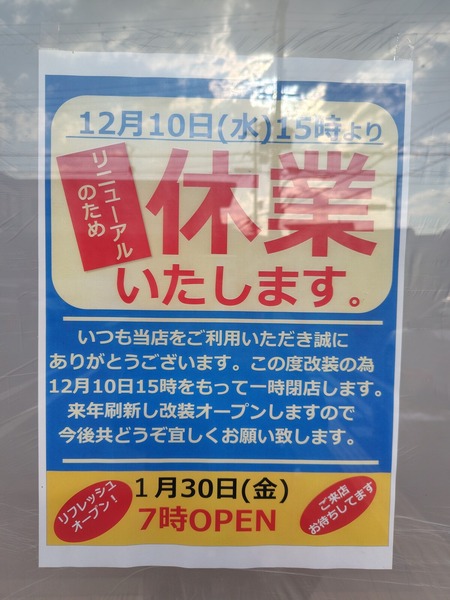 12月10日(水)15時より
リニューアル
のため
休業
いたします。
いつも当店をご利用いただき誠に
ありがとうございます。この度改装の為
12月10日15時をもって一時閉店します。
来年刷新し改装オープンしますので
今後共どうぞ宜しくお願い致します。
リフレッシュ
オープン！
1月30日(金)
7時OPEN
ご来店
お待ちしてます